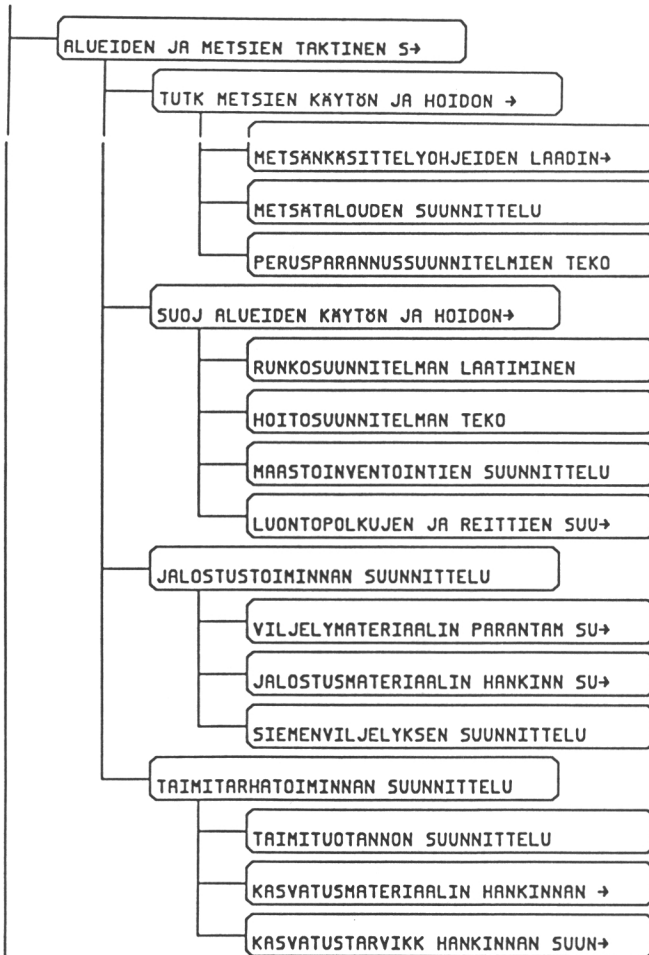 ALUEIDEN JA METSIEN TAKTINEN S→
TUTK METSIEN KÄYTÖN JA HOIDON →
METSÄNKÄSITTELYOHJEIDEN LAADIN→
METSÄTALOUDEN SUUNNITTELU
PERUSPARANNUSSUUNNITELMIEN TEKO
SUOJ ALUEIDEN KÄYTÖN JA HOIDON→
RUNKOSUUNNITELMAN LAATIMINEN
HOITOSUUNNITELMAN TEKO
MAASTOINVENTOINTIEN SUUNNITTELU
LUONTOPOLKUJEN JA REITTIEN SUU→
JALOSTUSTOIMINNAN SUUNNITTELU
VILJELYMATERIAALIN PARANTAM SU→
JALOSTUSMATERIAALIN HANKINN SU→
SIEMENVILJELYKSEN SUUNNITTELU
TAIMITARHATOIMINNAN SUUNNITTELU
TAIMITUOTANNON SUUNNITTELU
KASVATUSMATERIAALIN HANKINNAN →
KASVATUSTARVIKK HANKINNAN SUUN→